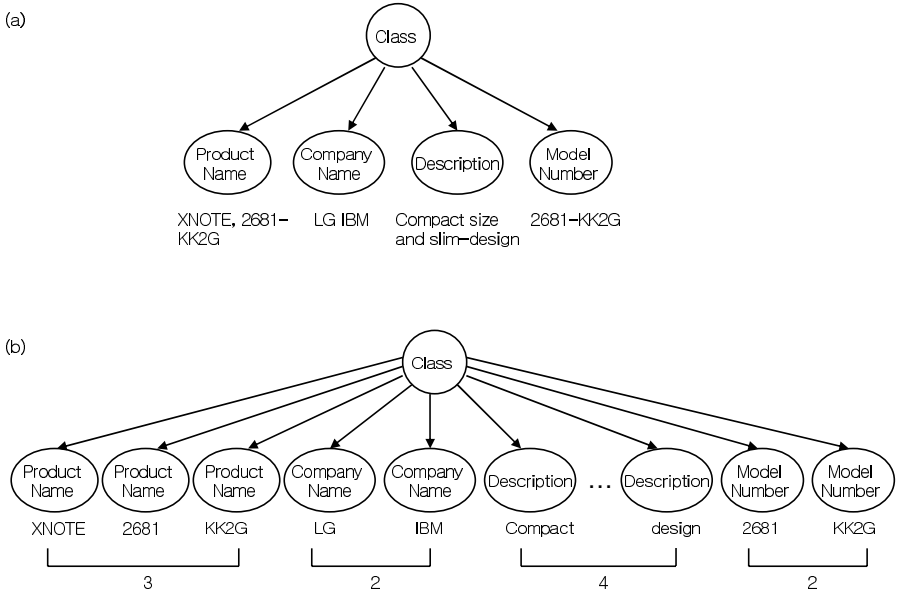 (a)
Class
Product
Name
Company
Name
Description
Model
Number
XNOTE, 2681-
KK2G
LG IBM
Compact size
and slim-design
2681-KK2G
(b)
Class
Product
Name
Product
Name
Product
Name
Company
Name
Company
Name
Description
...
Description
Model
Number
Model
Number
XNOTE
2681
KK2G
LG
IBM
Compact
design
2681
KK2G
3
2
4
2